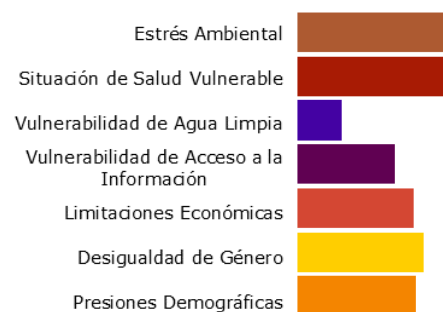 Estrés Ambiental
Situación de Salud Vulnerable
Vulnerabilidad de Agua Limpia
Vulnerabilidad de Acceso a la
Información
Limitaciones Económicas
Desigualdad de Género
Presiones Demográficas